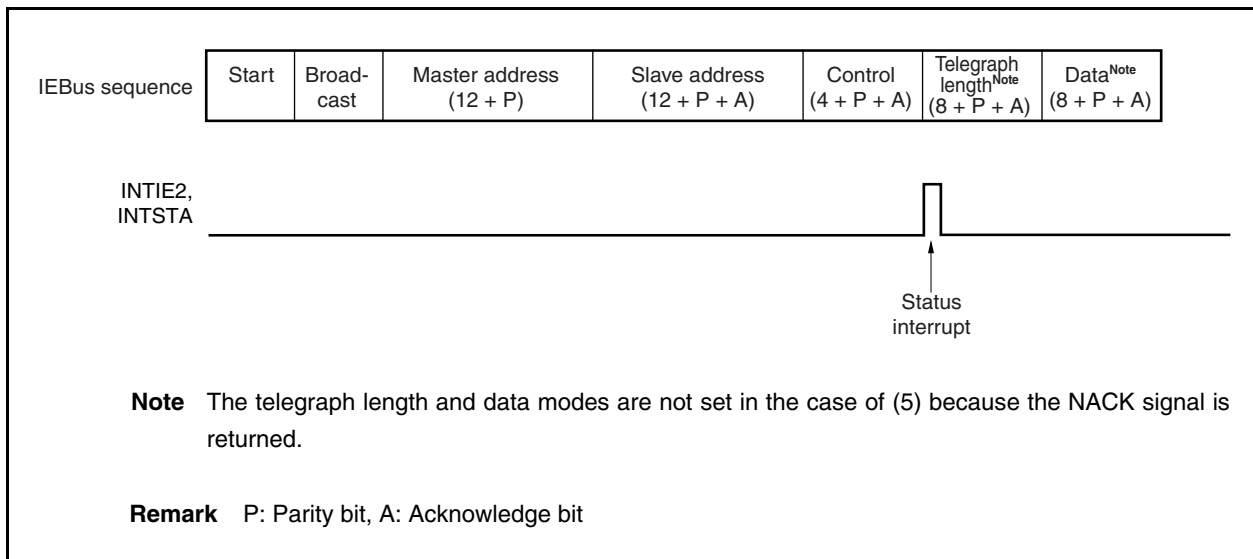 IEBus sequence
Start
Broad-
cast
Master address
(12 + P)
Slave address
(12 + P + A)
Control
(4 + P + A)
Telegraph
length Note
(8 + P + A)
Data Note
(8 + P + A)
INTIE2,
INTSTA
Status
interrupt
Note The telegraph length and data modes are not set in the case of (5) because the NACK signal is
returned.
Remark P: Parity bit, A: Acknowledge bit